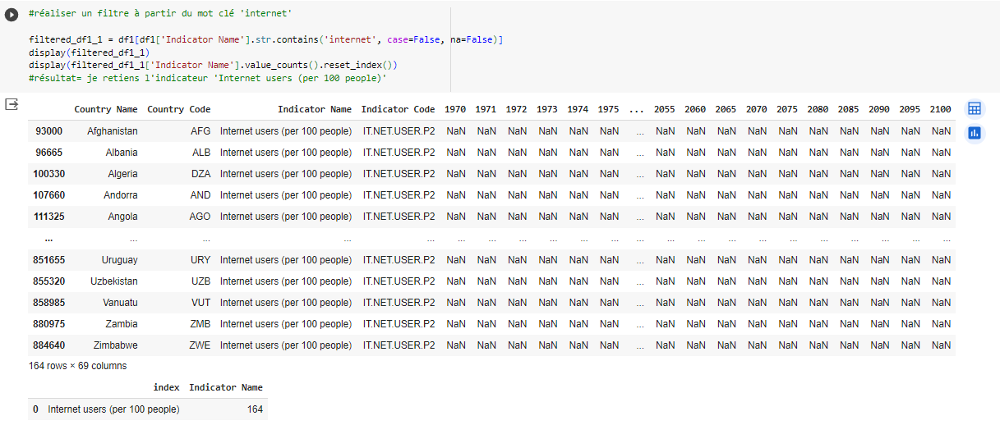 #réaliser un filtre à partir du mot clé 'internet'
filtered_df1_1 = df1[df1['Indicator Name'].str.contains('internet', case=False, na=False)]
display(filtered_df1_1)
display(filtered_df1_1['Indicator Name'].value_counts().reset_index())
#résultat= je retiens l'indicateur 'Internet users (per 100 people)'
Country Name Country Code Indicator Name Indicator Code 1970 1971 1972 1973 1974 1975 ... 2055 2060 2065 2070 2075 2080 2085 2090 2095 2100
93000 Afghanistan AFG Internet users (per 100 people) IT.NET.USER.P2 NaN NaN NaN NaN NaN NaN ... NaN NaN NaN NaN NaN NaN NaN NaN NaN NaN
96665 Albania ALB Internet users (per 100 people) IT.NET.USER.P2 NaN NaN NaN NaN NaN NaN ... NaN NaN NaN NaN NaN NaN NaN NaN NaN NaN
100330 Algeria DZA Internet users (per 100 people) IT.NET.USER.P2 NaN NaN NaN NaN NaN NaN ... NaN NaN NaN NaN NaN NaN NaN NaN NaN NaN
107660 Andorra AND Internet users (per 100 people) IT.NET.USER.P2 NaN NaN NaN NaN NaN NaN ... NaN NaN NaN NaN NaN NaN NaN NaN NaN NaN
111325 Angola AGO Internet users (per 100 people) IT.NET.USER.P2 NaN NaN NaN NaN NaN NaN ... NaN NaN NaN NaN NaN NaN NaN NaN NaN NaN
... ... ... ... ... ... ... ... ... ... ... ... ... ... ... ... ... ... ... ... ... ...
851655 Uruguay URY Internet users (per 100 people) IT.NET.USER.P2 NaN NaN NaN NaN NaN NaN ... NaN NaN NaN NaN NaN NaN NaN NaN NaN NaN
855320 Uzbekistan UZB Internet users (per 100 people) IT.NET.USER.P2 NaN NaN NaN NaN NaN NaN ... NaN NaN NaN NaN NaN NaN NaN NaN NaN NaN
858985 Vanuatu VUT Internet users (per 100 people) IT.NET.USER.P2 NaN NaN NaN NaN NaN NaN ... NaN NaN NaN NaN NaN NaN NaN NaN NaN NaN
880975 Zambia ZMB Internet users (per 100 people) IT.NET.USER.P2 NaN NaN NaN NaN NaN NaN ... NaN NaN NaN NaN NaN NaN NaN NaN NaN NaN
884640 Zimbabwe ZWE Internet users (per 100 people) IT.NET.USER.P2 NaN NaN NaN NaN NaN NaN ... NaN NaN NaN NaN NaN NaN NaN NaN NaN NaN
164 rows × 69 columns
index Indicator Name
0 Internet users (per 100 people) 164